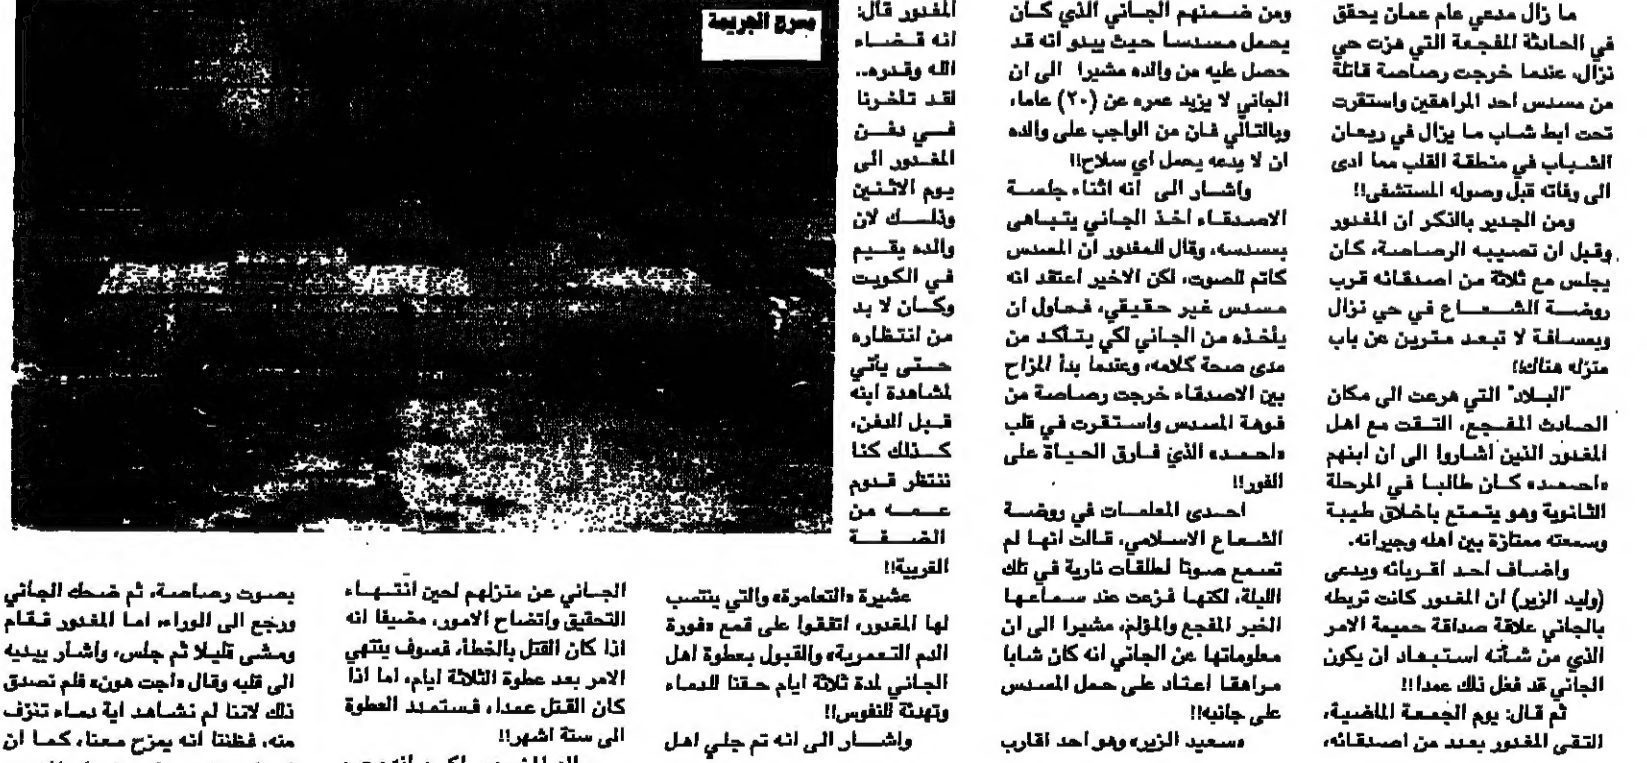 ما زال مدعي عام عمان يحقق
في الحادثة المفجعة التي هزت حي
نزال، عندما خرجت رصاصة قاتلة
من مسدس احد المراهقين واستقرت
تحت ابط شاب ما يزال في ريعان
الشباب في منطقة القلب مما ادى
الى وفاته قبل وصوله المستشفى!!
ومن الجدير بالذكر ان المغدور
وقبل ان تصيبه الرصاصة، كان
يجلس مع ثلاثة من اصدقائه قرب
روضة الشعاع في حي نزال
وبمسافة لا تبعد مترين عن باب
منزله هناك!!
"البلاد" التي هرعت الى مكان
الحادث المفجع، التقت مع اهل
المغدور الذين اشاروا الى ان ابنهم
«احمد» كان طالبا في المرحلة
الثانوية وهو يتمتع باخلاق طيبة
وسمعته ممتازة بين اهله وجيرانه.
واضاف احد اقربائه ويدعى
(وليد الزير) ان المغدور كانت تربطه
بالجاني علاقة صداقة حميمة الامر
الذي من شأنه استبعاد ان يكون
الجاني قد فعل ذلك عمدا!!
ثم قال: يوم الجمعة الماضية،
التقى المغدور بعدد من اصدقائه،
ومن ضمنهم الجاني الذي كان
يحمل مسدسا حيث يبدو انه قد
حصل عليه من والده مشيرا الى ان
الجاني لا يزيد عمره عن (٢٠) عاما،
وبالتالي فان من الواجب على والده
ان لا يدعه يحمل اي سلاح!!
واشار الى انه اثناء جلسة
الاصدقاء اخذ الجاني يتباهى
بمسدسه، وقال للمغدور ان المسدس
كاتم للصوت، لكن الاخير اعتقد انه
مسدس غير حقيقي، فحاول ان
يأخذه من الجاني لكي يتأكد من
مدى صحة كلامه، وعندما بدأ المزاح
بين الاصدقاء خرجت رصاصة من
فوهة المسدس واستقرت في قلب
«احمد» الذي فارق الحياة على
الفور!!
احدى المعلمات في روضة
الشعاع الاسلامي، قالت انها لم
تسمع صوتا لطلقات نارية في تلك
الليلة، لكنها فزعت عند سماعها
الخبر المفجع والمؤلم، مشيرا الى ان
معلوماتها عن الجاني انه كان شابا
مراهقا اعتاد على حمل المسدس
على جانبه!!
«سعيد الزير» وهو احد اقارب
المغدور قال:
انه قضاء
الله وقدره..
لقد تأخرنا
في دفن
المغدور الى
يوم الاثنين
وذلك لان
والده يقيم
في الكويت
وكان لا بد
من انتظاره
حتى يأتي
لمشاهدة ابنه
قبل الدفن،
كذلك كنا
ننتظر قدوم
عمه من
الضفة
الغربية!!
عشيرة «التعامرة» والتي ينتسب
لها المغدور، اتفقوا على قمع «فورة
الدم التعمرية» والقبول بعطوة اهل
الجاني لمدة ثلاثة ايام حقنا للدماء
وتهدئة للنفوس!!
واشار الى انه تم جلي اهل
مسرح الجريمة
الجاني عن منزلهم لحين انتهاء
التحقيق واتضاح الامور، مضيفا انه
اذا كان القتل بالخطأ، فسوف ينتهي
الامر بعد عطوة الثلاثة ايام، اما اذا
كان القتل عمدا، فستمدد العطوة
الى ستة اشهر!!
بصوت رصاصة، ثم ضحك الجاني
ورجع الى الوراء، اما المغدور فقام
ومشى قليلا ثم جلس، واشار بيديه
الى قلبه وقال «اجت هون» فلم نصدق
ذلك لاننا لم نشاهد اية دماء تنزف
منه، فظننا انه يمزح معنا، كما ان